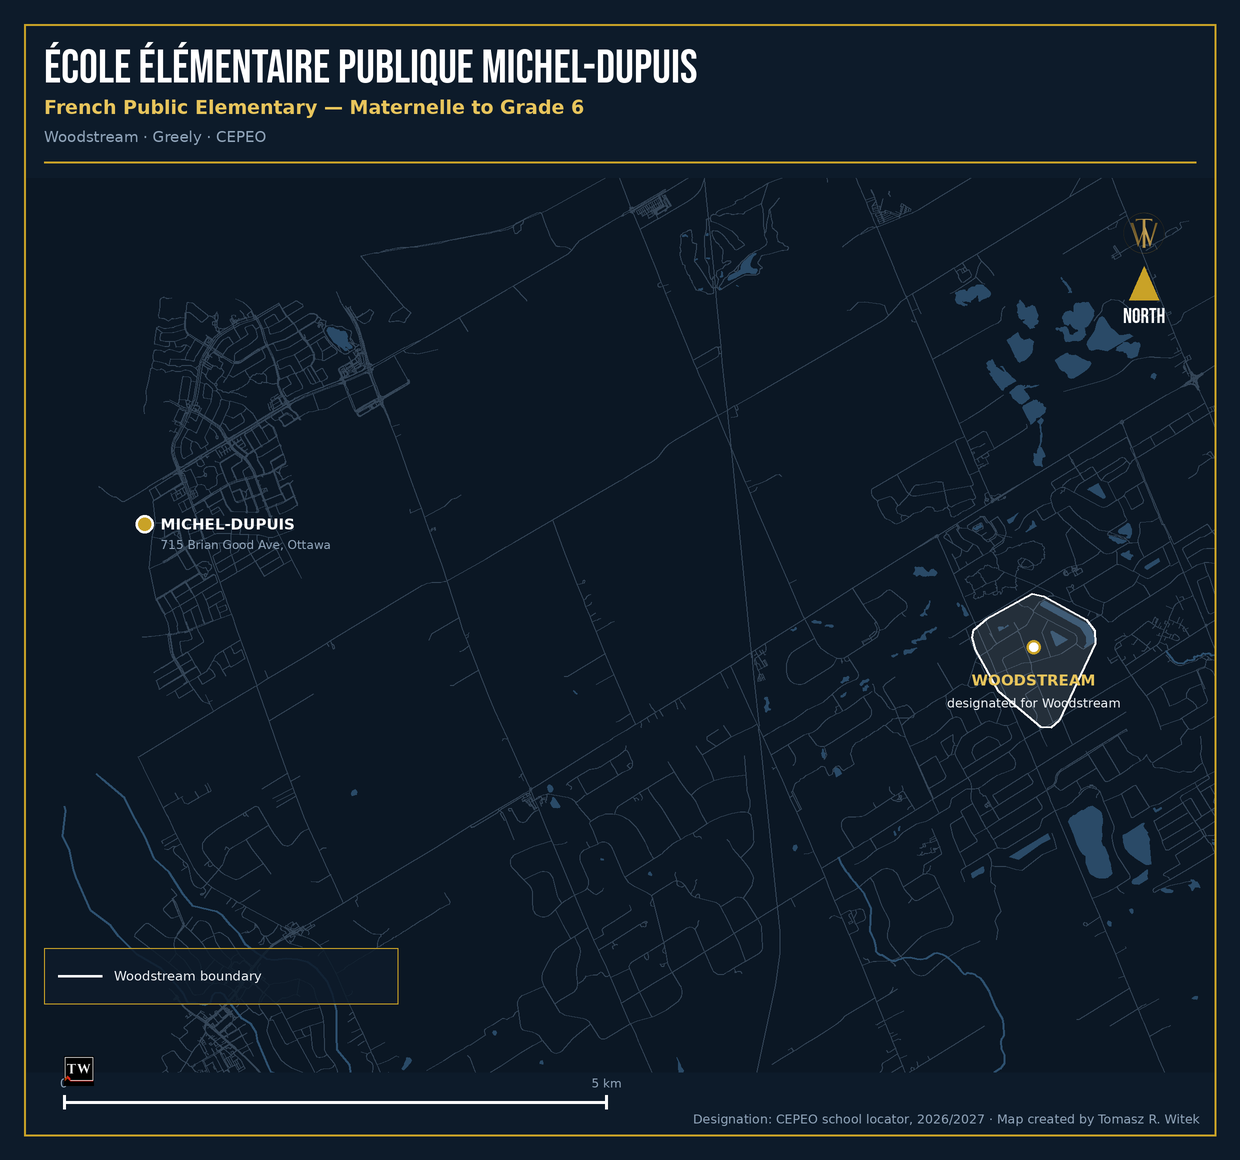 ÉCOLE ÉLÉMENTAIRE PUBLIQUE MICHEL-DUPUIS
French Public Elementary — Maternelle to Grade 6
Woodstream · Greely · CEPEO
TW
NORTH
MICHEL-DUPUIS
715 Brian Good Ave, Ottawa
WOODSTREAM
designated for Woodstream
Woodstream boundary
TW
0
5 km
Designation: CEPEO school locator, 2026/2027 · Map created by Tomasz R. Witek